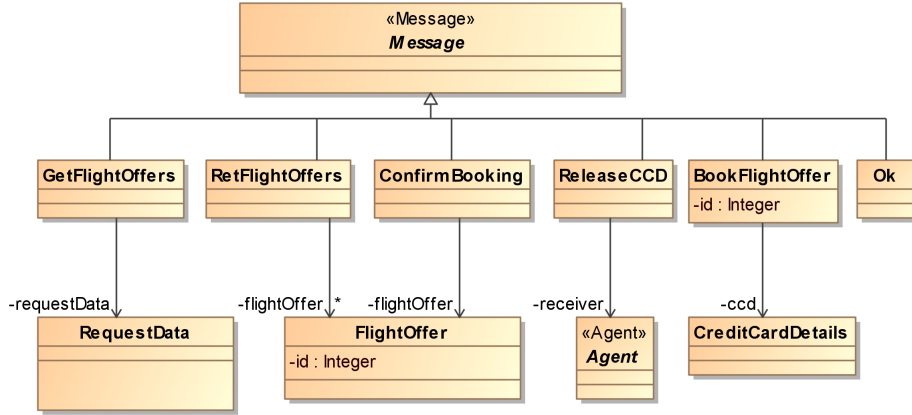 «Message»
Message
GetFlightOffers
RetFlightOffers
ConfirmBooking
ReleaseCCD
BookFlightOffer
-id : Integer
Ok
-requestData
-flightOffer *
-flightOffer
-receiver
-ccd
RequestData
FlightOffer
-id : Integer
«Agent»
Agent
CreditCardDetails